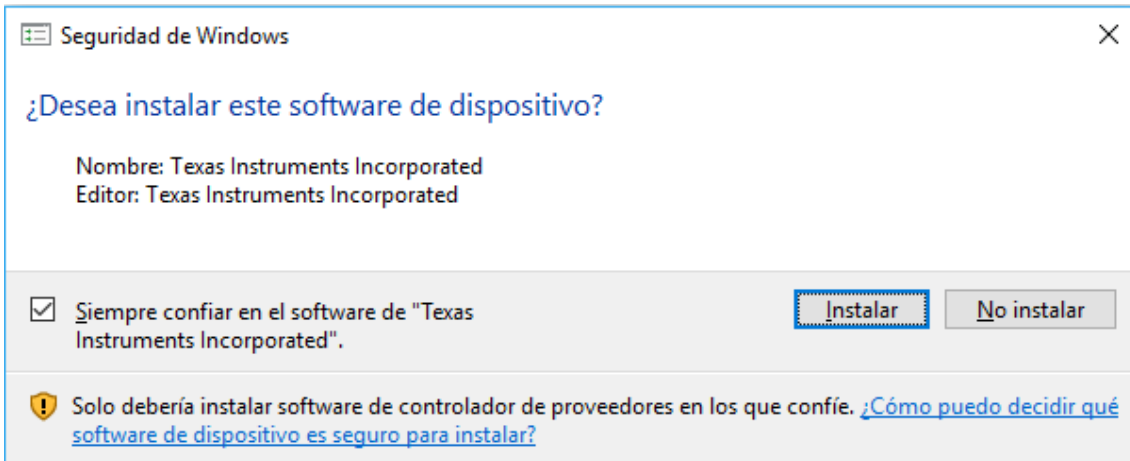 Seguridad de Windows
¿Desea instalar este software de dispositivo?
Nombre: Texas Instruments Incorporated
Editor: Texas Instruments Incorporated
Siempre confiar en el software de "Texas
Instruments Incorporated".
Instalar
No instalar
Solo debería instalar software de controlador de proveedores en los que confíe. ¿Cómo puedo decidir qué
software de dispositivo es seguro para instalar?